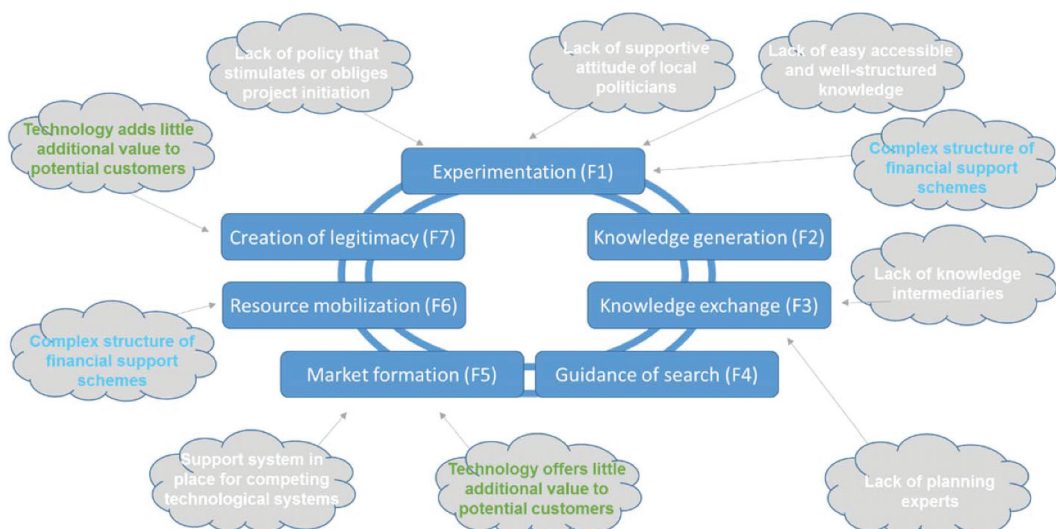 Lack of policy that
stimulates or obliges
project initiation
Lack of supportive
attitude of local
politicians
Lack of easy accessible
and well-structured
knowledge
Technology adds little
additional value to
potential customers
Complex structure of
financial support
schemes
Experimentation (F1)
Creation of legitimacy (F7)
Knowledge generation (F2)
Lack of knowledge
intermediaries
Resource mobilization (F6)
Knowledge exchange (F3)
Complex structure of
financial support
schemes
Market formation (F5)
Guidance of search (F4)
Support system in
place for competing
technological systems
Technology offers little
additional value to
potential customers
Lack of planning
experts